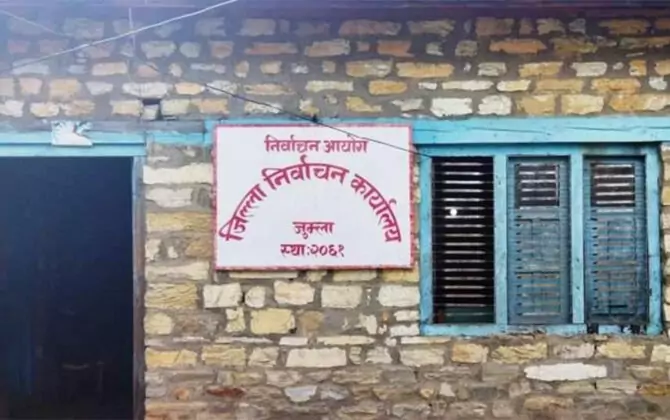 निर्वाचन आयोग
जिल्ला निर्वाचन कार्यालय
जुम्ला
स्था:२०६१